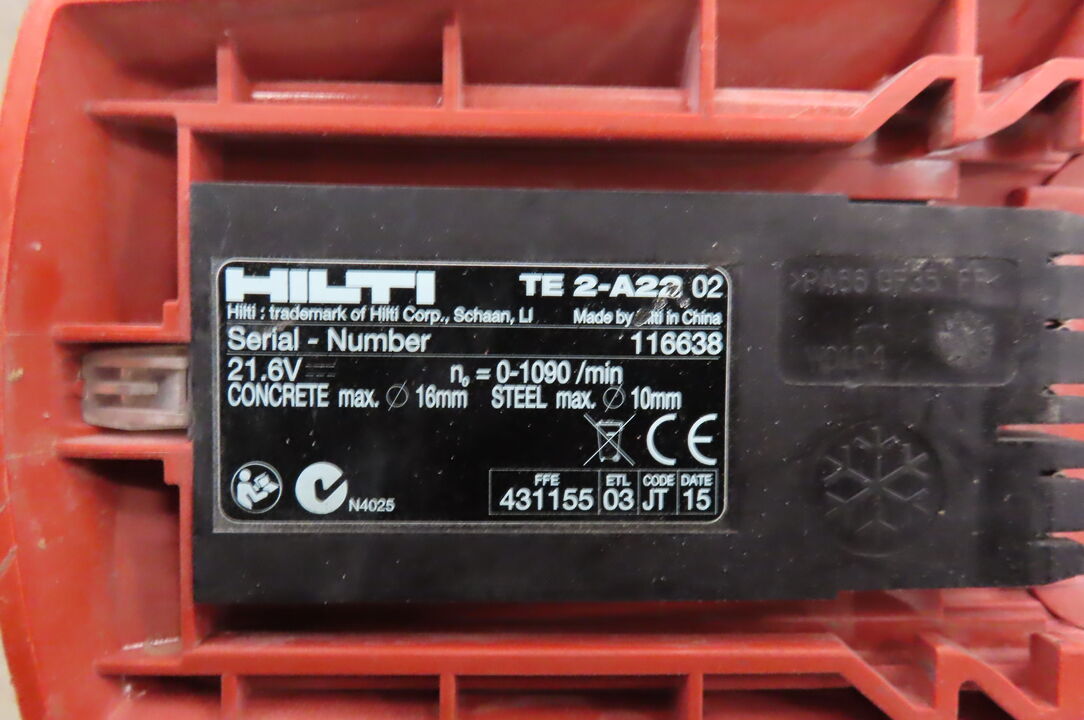 HILTI TE 2-A22 02
Hilti : trademark of Hilti Corp., Schaan, LI Made by in China
Serial - Number 116638
21.6V n₀ = 0-1090 /min
CONCRETE max. ∅ 16mm STEEL max. ∅ 10mm
CE
N4025
FFE ETL CODE DATE
431155 03 JT 15
>PA66